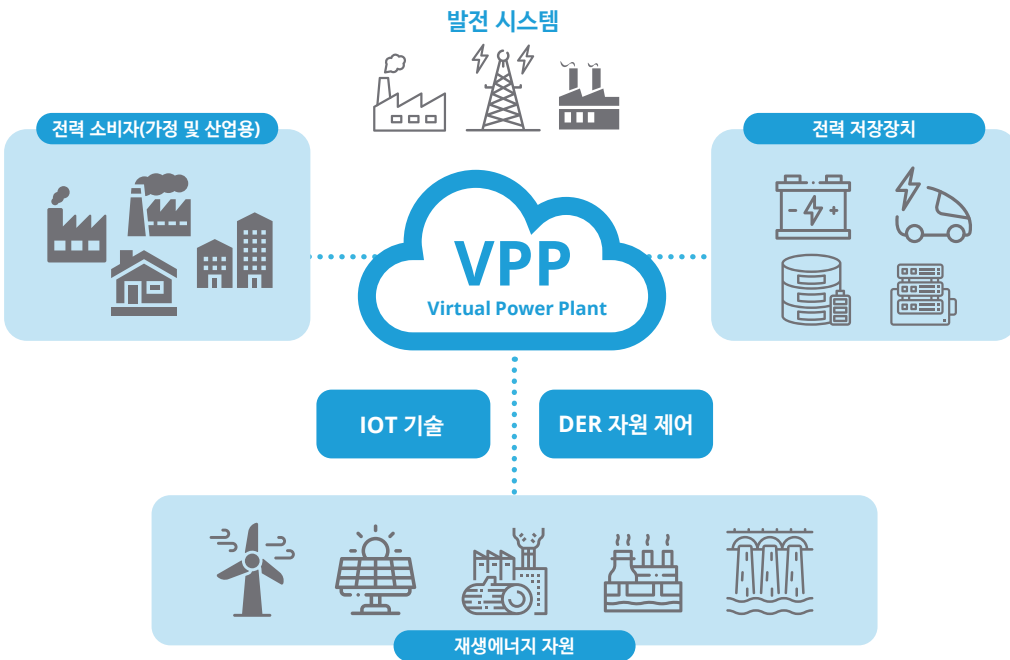 발전 시스템
전력 소비자(가정 및 산업용)
전력 저장장치
VPP
Virtual Power Plant
IOT 기술
DER 자원 제어
재생에너지 자원